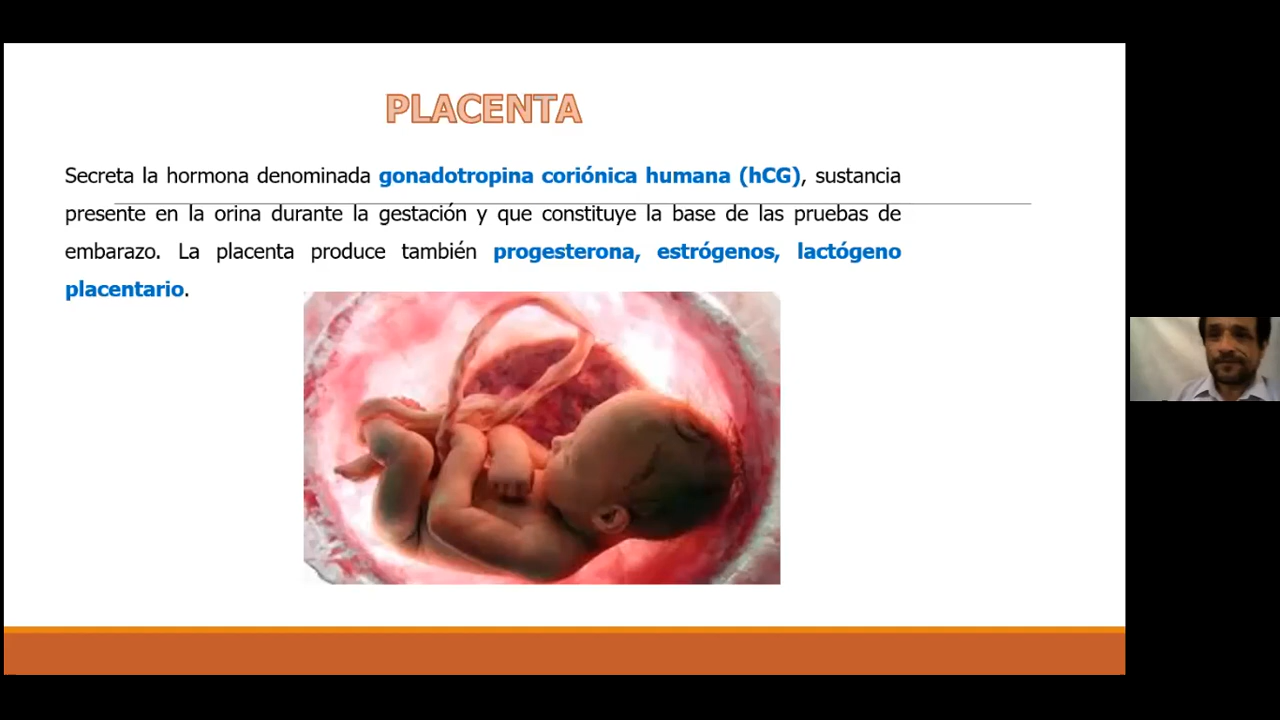 PLACENTA
Secreta la hormona denominada gonadotropina coriónica humana (hCG), sustancia
presente en la orina durante la gestación y que constituye la base de las pruebas de
embarazo. La placenta produce también progesterona, estrógenos, lactógeno
placentario.